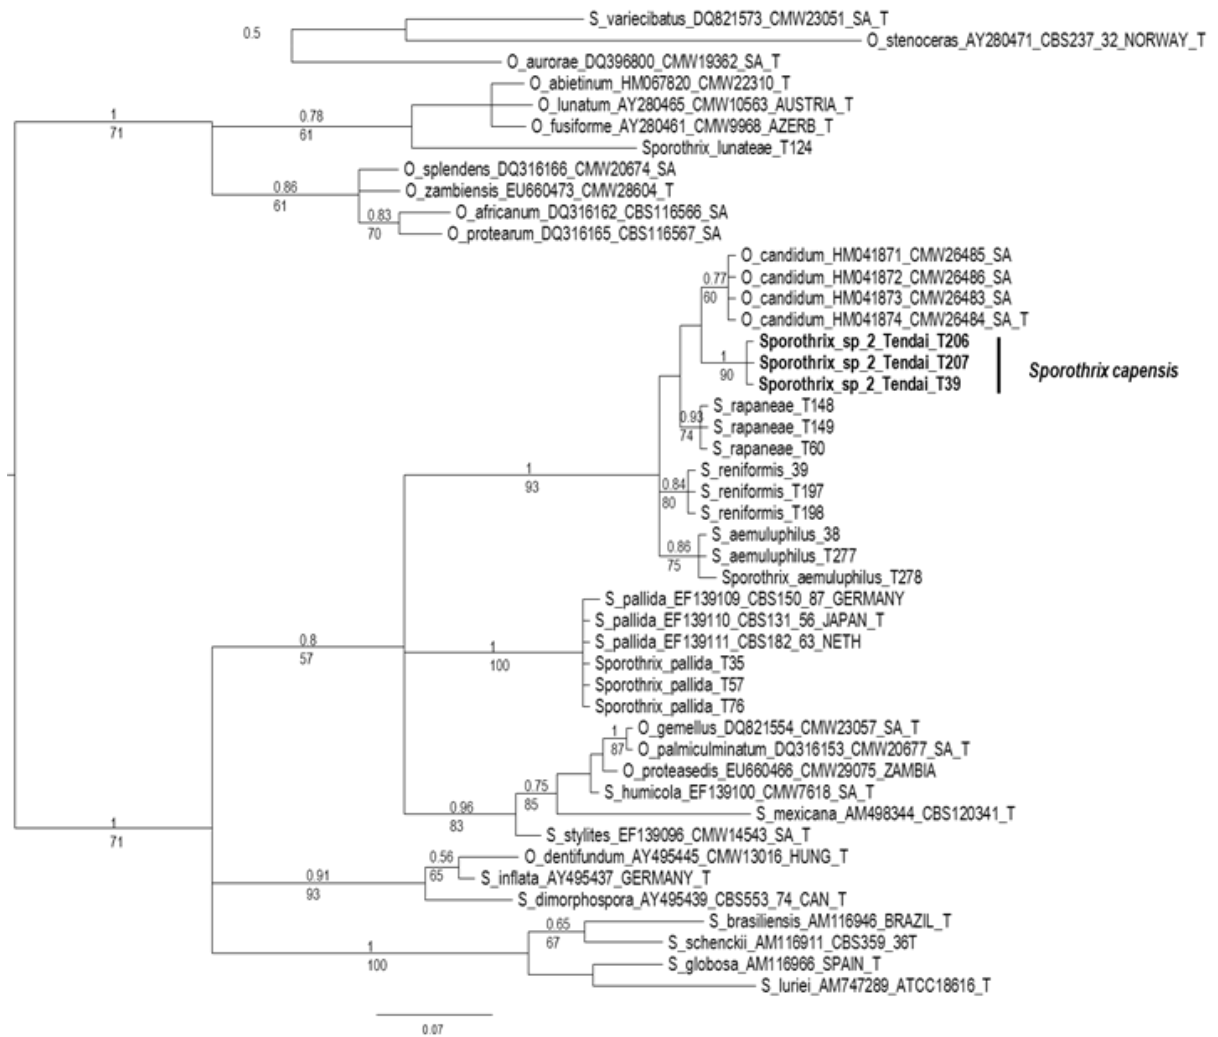 S_variecibatus_DQ821573_CMW23051_SA_T
0.5
O_stenoceras_AY280471_CBS237_32_NORWAY_T
O_aurorae_DQ396800_CMW19362_SA_T
O_abietinum_HM067820_CMW22310_T
O_lunatum_AY280465_CMW10563_AUSTRIA_T
1
0.78
71
61
O_fusiforme_AY280461_CMW9968_AZERB_T
Sporothrix_lunateae_T124
O_splendens_DQ316166_CMW20674_SA
0.86
61
O_zambiensis_EU660473_CMW28604_T
O_africanum_DQ316162_CBS116566_SA
0.83
70
O_protearum_DQ316165_CBS116567_SA
O_candidum_HM041871_CMW26485_SA
0.77
60
O_candidum_HM041872_CMW26486_SA
O_candidum_HM041873_CMW26483_SA
O_candidum_HM041874_CMW26484_SA_T
Sporothrix_sp_2_Tendai_T206
1
90
Sporothrix_sp_2_Tendai_T207
Sporothrix capensis
Sporothrix_sp_2_Tendai_T39
S_rapaneae_T148
0.93
74
S_rapaneae_T149
S_rapaneae_T60
1
93
S_reniformis_39
0.84
80
S_reniformis_T197
S_reniformis_T198
S_aemuluphilus_38
0.86
75
S_aemuluphilus_T277
Sporothrix_aemuluphilus_T278
S_pallida_EF139109_CBS150_87_GERMANY
S_pallida_EF139110_CBS131_56_JAPAN_T
0.8
57
1
100
S_pallida_EF139111_CBS182_63_NETH
Sporothrix_pallida_T35
Sporothrix_pallida_T57
Sporothrix_pallida_T76
O_gemellus_DQ821554_CMW23057_SA_T
1
87
O_palmiculminatum_DQ316153_CMW20677_SA_T
O_proteasedis_EU660466_CMW29075_ZAMBIA
0.75
85
S_humicola_EF139100_CMW7618_SA_T
0.96
83
S_mexicana_AM498344_CBS120341_T
1
71
S_stylites_EF139096_CMW14543_SA_T
O_dentifundum_AY495445_CMW13016_HUNG_T
0.56
65
S_inflata_AY495437_GERMANY_T
0.91
93
S_dimorphospora_AY495439_CBS553_74_CAN_T
S_brasiliensis_AM116946_BRAZIL_T
0.65
67
S_schenckii_AM116911_CBS359_36T
1
100
S_globosa_AM116966_SPAIN_T
S_luriei_AM747289_ATCC18616_T
0.07